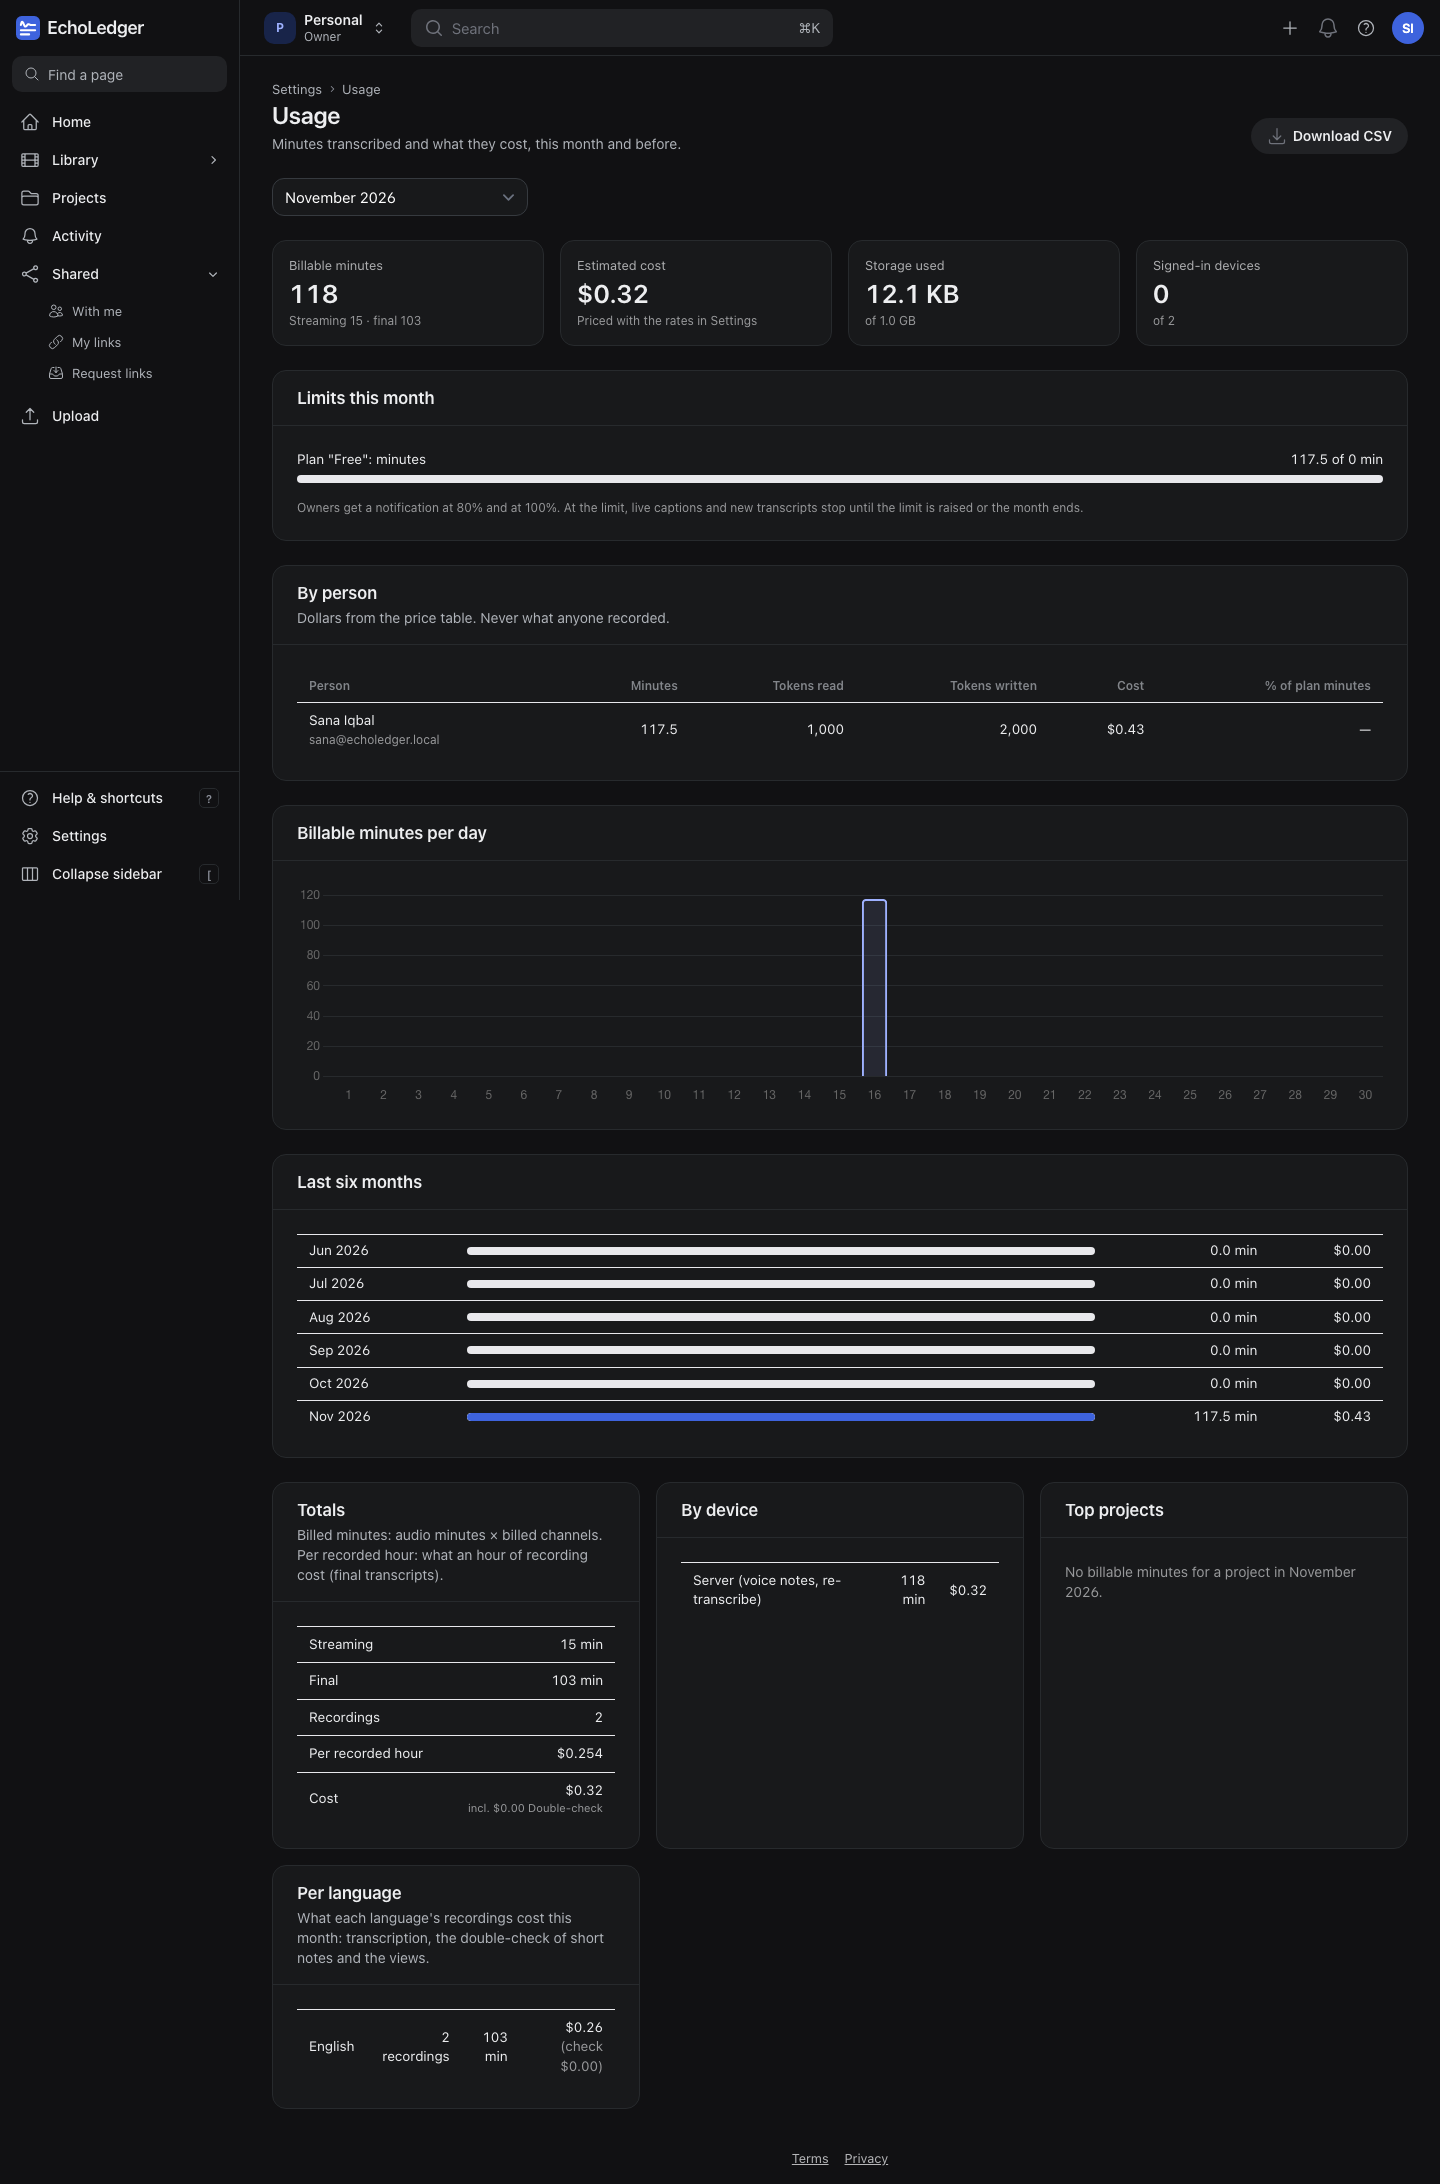 EchoLedger
Find a page
Home
Library
Projects
Activity
Shared
With me
My links
Request links
Upload
Help & shortcuts ?
Settings
Collapse sidebar [
P Personal
Owner
Search ⌘K
SI
Settings › Usage
Usage
Minutes transcribed and what they cost, this month and before.
Download CSV
November 2026
Billable minutes
118
Streaming 15 · final 103
Estimated cost
$0.32
Priced with the rates in Settings
Storage used
12.1 KB
of 1.0 GB
Signed-in devices
0
of 2
Limits this month
Plan "Free": minutes 117.5 of 0 min
Owners get a notification at 80% and at 100%. At the limit, live captions and new transcripts stop until the limit is raised or the month ends.
By person
Dollars from the price table. Never what anyone recorded.
Person Minutes Tokens read Tokens written Cost % of plan minutes
Sana Iqbal
sana@echoledger.local
117.5 1,000 2,000 $0.43 —
Billable minutes per day
120
100
80
60
40
20
0
1 2 3 4 5 6 7 8 9 10 11 12 13 14 15 16 17 18 19 20 21 22 23 24 25 26 27 28 29 30
Last six months
Jun 2026 0.0 min $0.00
Jul 2026 0.0 min $0.00
Aug 2026 0.0 min $0.00
Sep 2026 0.0 min $0.00
Oct 2026 0.0 min $0.00
Nov 2026 117.5 min $0.43
Totals
Billed minutes: audio minutes × billed channels.
Per recorded hour: what an hour of recording
cost (final transcripts).
Streaming 15 min
Final 103 min
Recordings 2
Per recorded hour $0.254
Cost $0.32
incl. $0.00 Double-check
By device
Server (voice notes, re-
transcribe)
118
min
$0.32
Top projects
No billable minutes for a project in November
2026.
Per language
What each language's recordings cost this
month: transcription, the double-check of short
notes and the views.
English
2
recordings
103
min
$0.26
(check
$0.00)
Terms Privacy